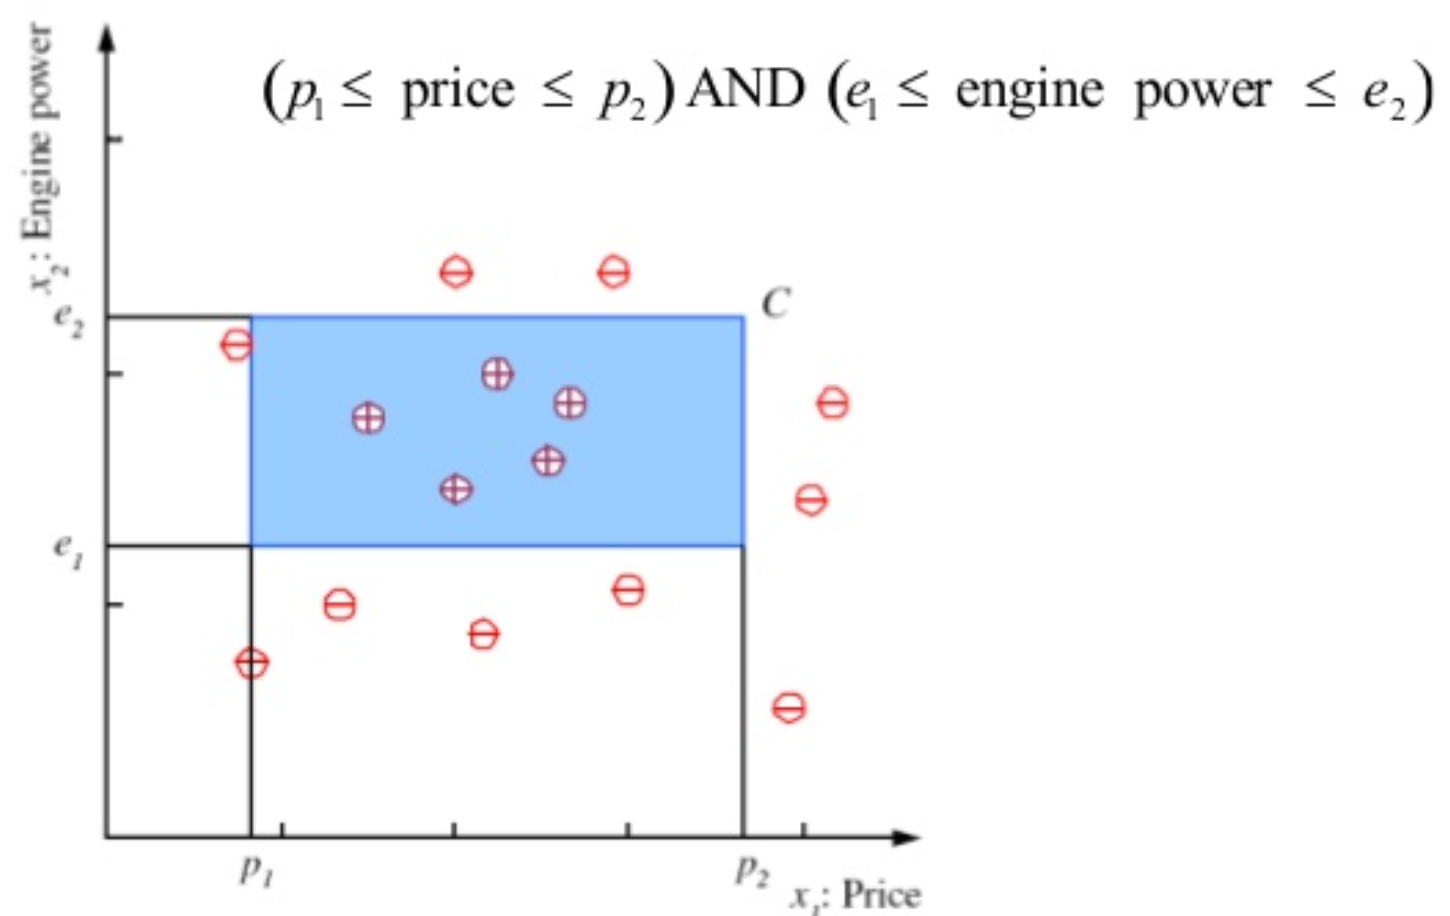 (p₁ ≤ price ≤ p₂) AND (e₁ ≤ engine power ≤ e₂)
x₂: Engine power
e₂
C
e₁
p₁
p₂
x₁: Price